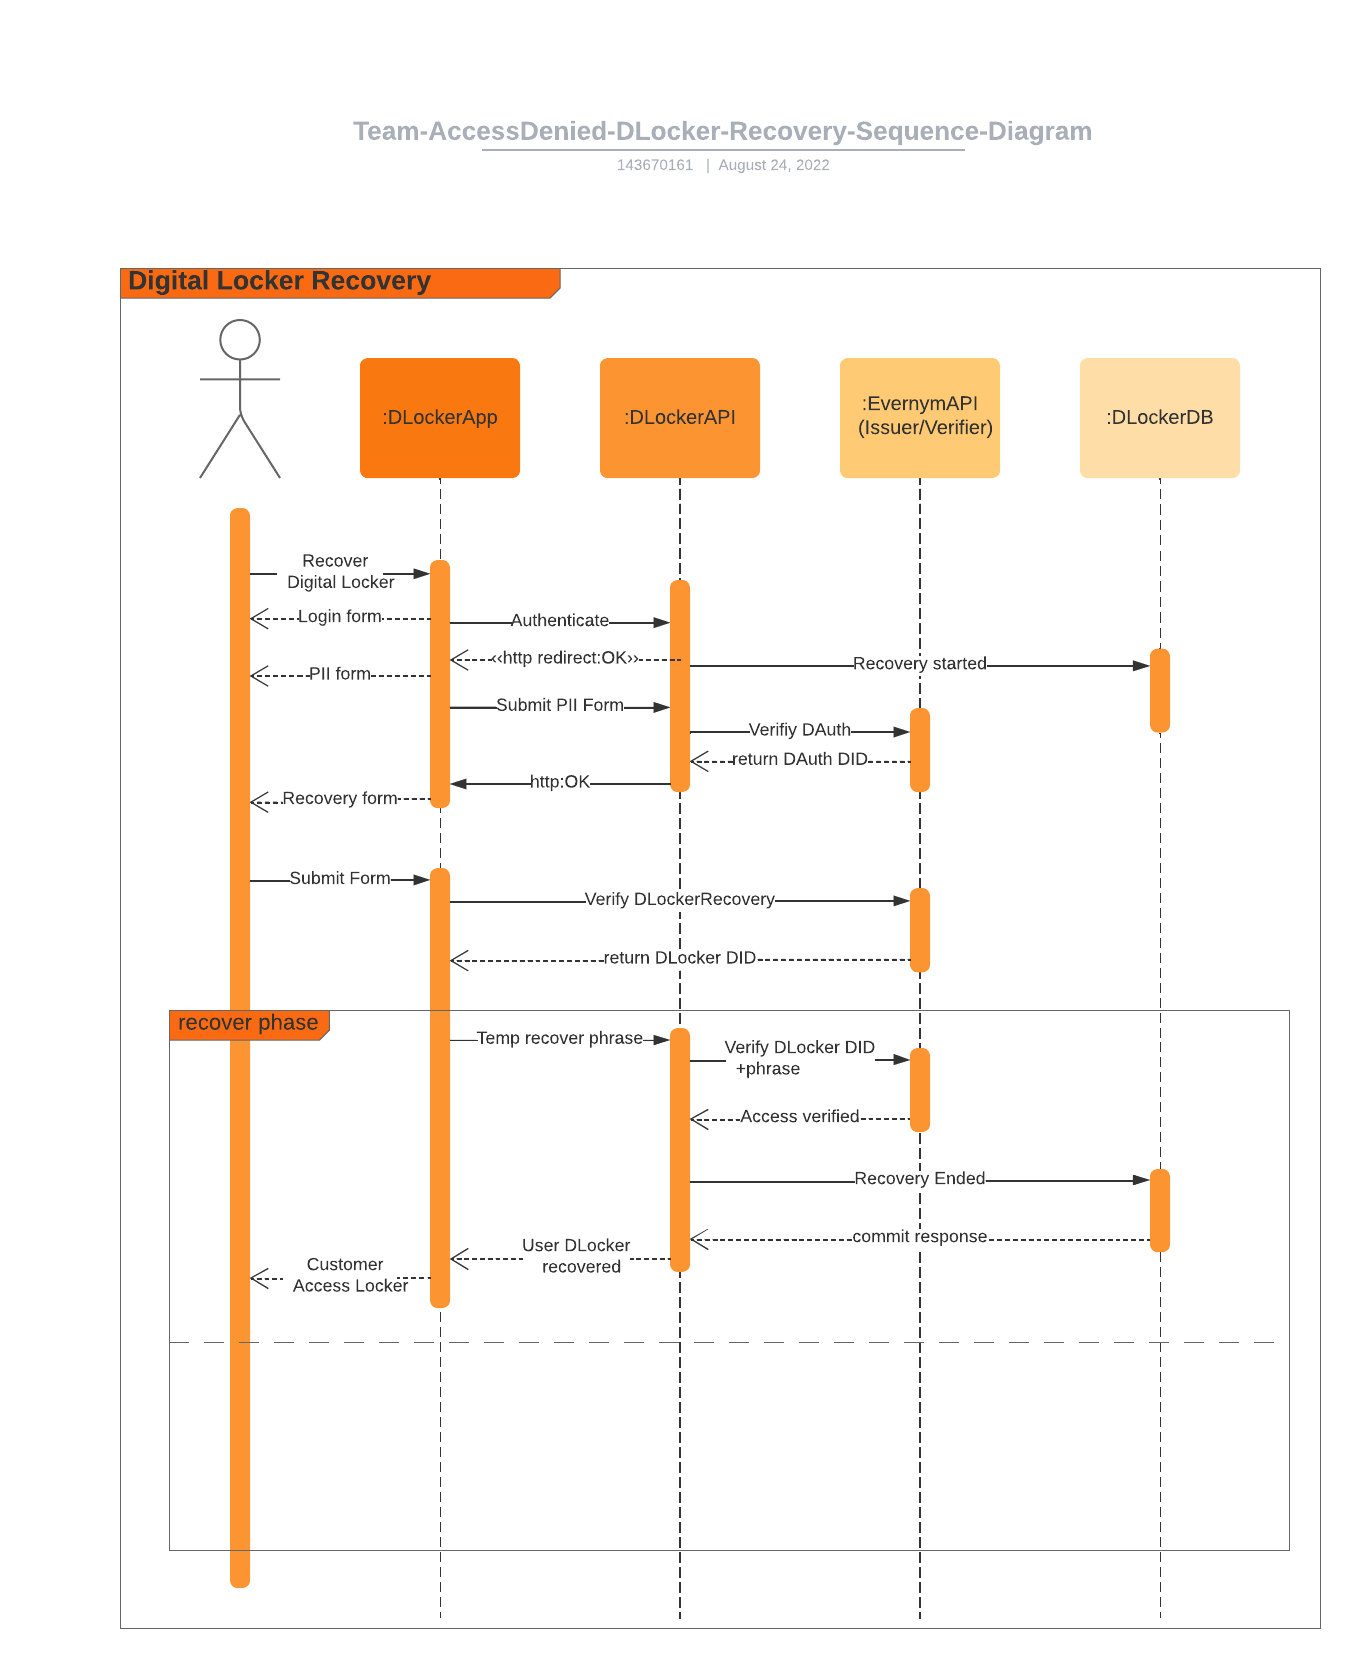 Team-AccessDenied-DLocker-Recovery-Sequence-Diagram
143670161 | August 24, 2022
Digital Locker Recovery
:DLockerApp
:DLockerAPI
:EvernymAPI
(Issuer/Verifier)
:DLockerDB
Recover
Digital Locker
Login form
Authenticate
‹‹http redirect:OK››
Recovery started
PII form
Submit PII Form
Verifiy DAuth
return DAuth DID
http:OK
Recovery form
Submit Form
Verify DLockerRecovery
return DLocker DID
recover phase
Temp recover phrase
Verify DLocker DID
+phrase
Access verified
Recovery Ended
commit response
User DLocker
recovered
Customer
Access Locker